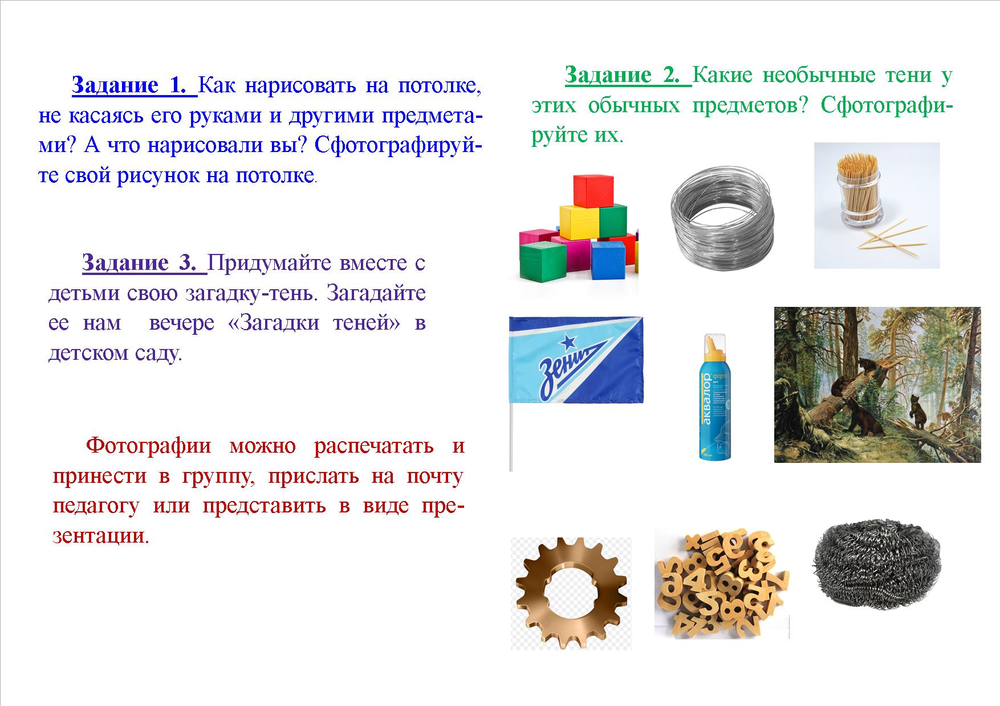 Задание 1. Как нарисовать на потолке,
не касаясь его руками и другими предмета-
ми? А что нарисовали вы? Сфотографируй-
те свой рисунок на потолке.
Задание 3. Придумайте вместе с
детьми свою загадку-тень. Загадайте
ее нам вечере «Загадки теней» в
детском саду.
Фотографии можно распечатать и
принести в группу, прислать на почту
педагогу или представить в виде пре-
зентации.
Задание 2. Какие необычные тени у
этих обычных предметов? Сфотографи-
руйте их.
Зенит
аквалор
форте
душ
150 мл